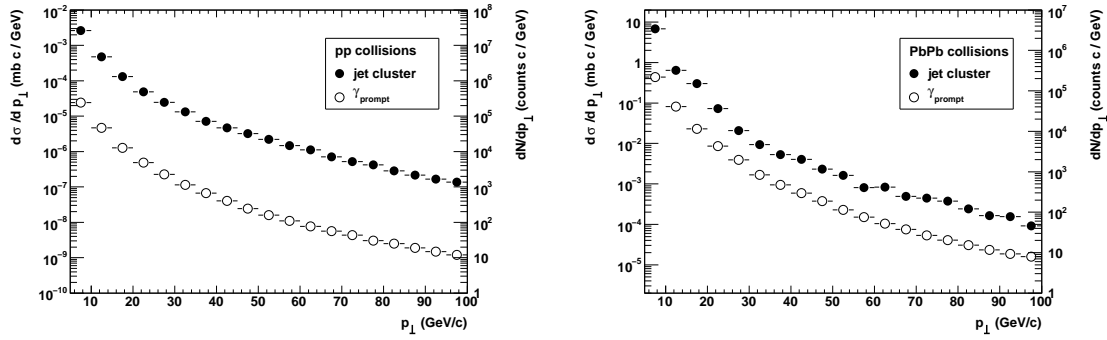 dσ/dp⊥ (mb c / GeV)
10⁻² 10⁻³ 10⁻⁴ 10⁻⁵ 10⁻⁶ 10⁻⁷ 10⁻⁸ 10⁻⁹ 10⁻¹⁰
pp collisions
jet cluster
γprompt
10⁸ 10⁷ 10⁶ 10⁵ 10⁴ 10³ 10² 10 1
dN/dp⊥ (counts c / GeV)
10 20 30 40 50 60 70 80 90 100
p⊥ (GeV/c)
dσ/dp⊥ (mb c / GeV)
10 1 10⁻¹ 10⁻² 10⁻³ 10⁻⁴ 10⁻⁵
PbPb collisions
jet cluster
γprompt
10⁷ 10⁶ 10⁵ 10⁴ 10³ 10² 10 1
dN/dp⊥ (counts c / GeV)
10 20 30 40 50 60 70 80 90 100
p⊥ (GeV/c)